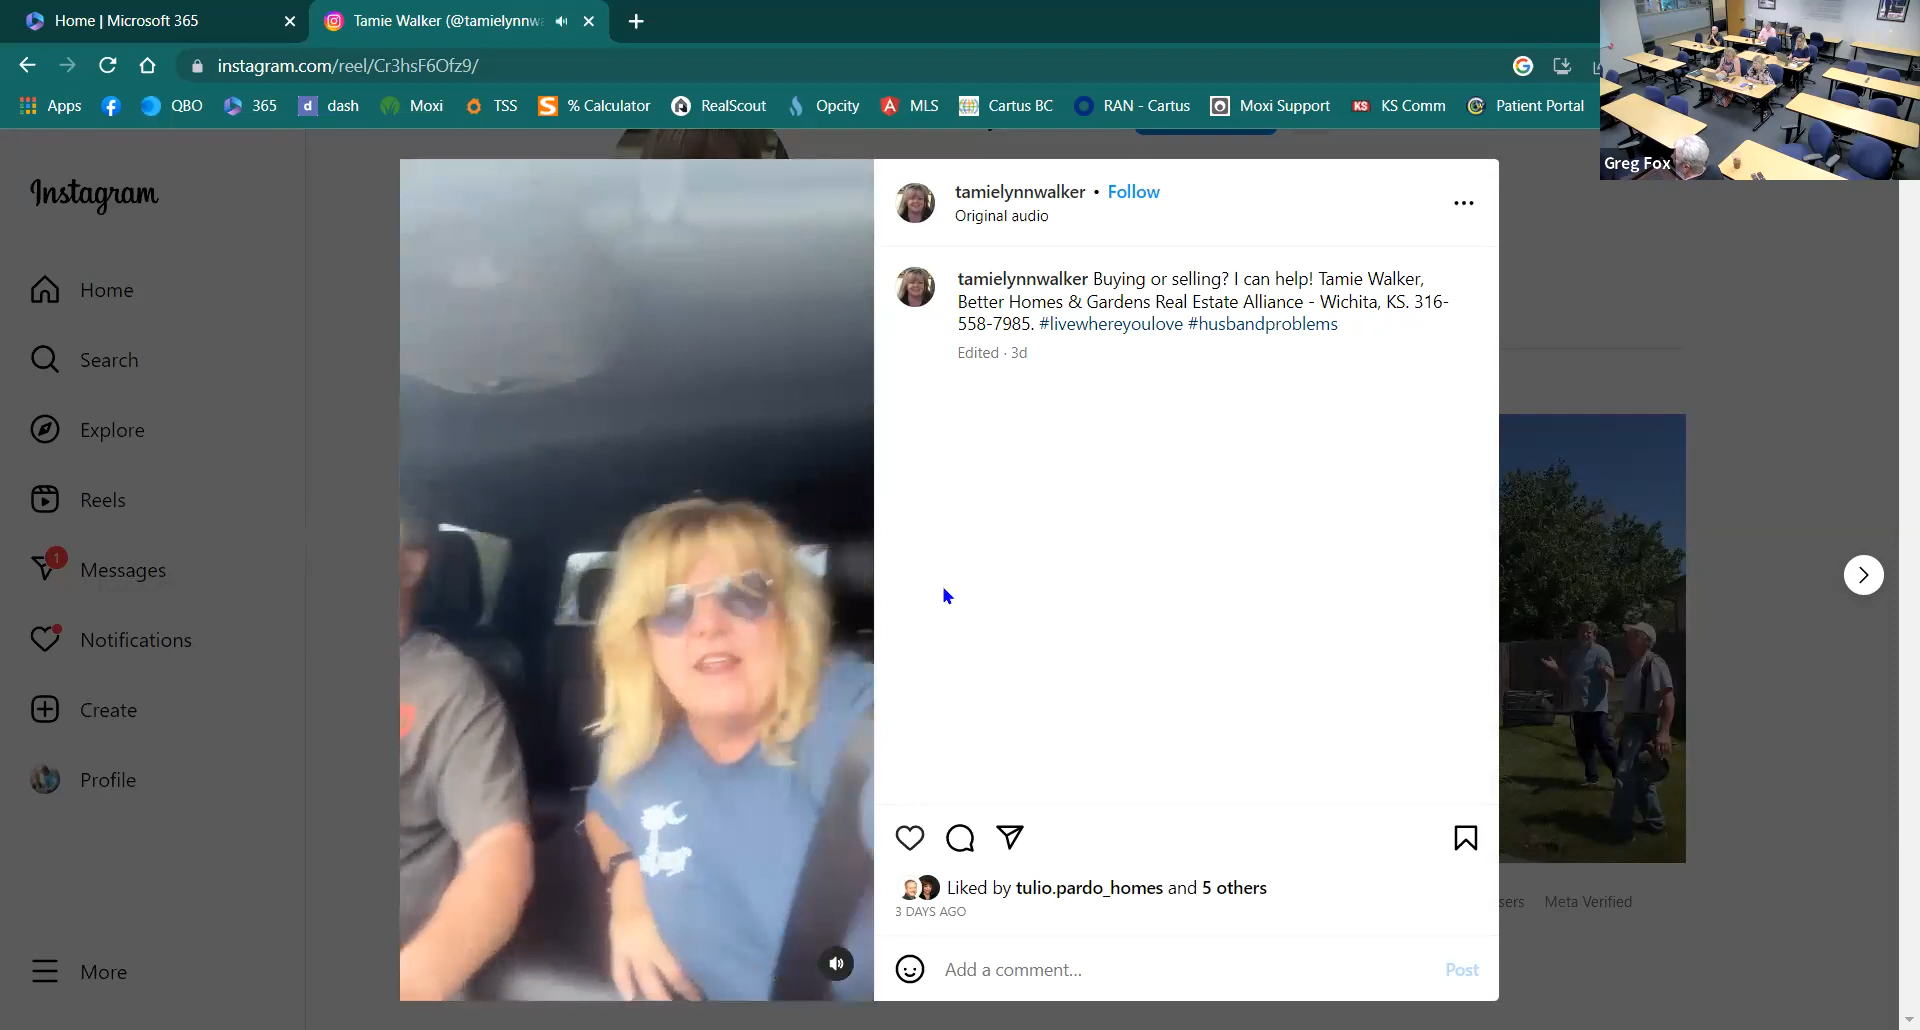 Home | Microsoft 365
Tamie Walker (@tamielynnwa
instagram.com/reel/Cr3hsF6Ofz9/
Apps
QBO
365
dash
Moxi
TSS
% Calculator
RealScout
Opcity
MLS
Cartus BC
RAN - Cartus
Moxi Support
KS
KS Comm
Patient Portal
Greg Fox
Instagram
Home
Search
Explore
Reels
1
Messages
Notifications
Create
Profile
More
tamielynnwalker • Follow
Original audio
tamielynnwalker Buying or selling? I can help! Tamie Walker,
Better Homes & Gardens Real Estate Alliance - Wichita, KS. 316-
558-7985. #livewhereyoulove #husbandproblems
Edited · 3d
Liked by tulio.pardo_homes and 5 others
3 DAYS AGO
Add a comment...
Post
sers
Meta Verified